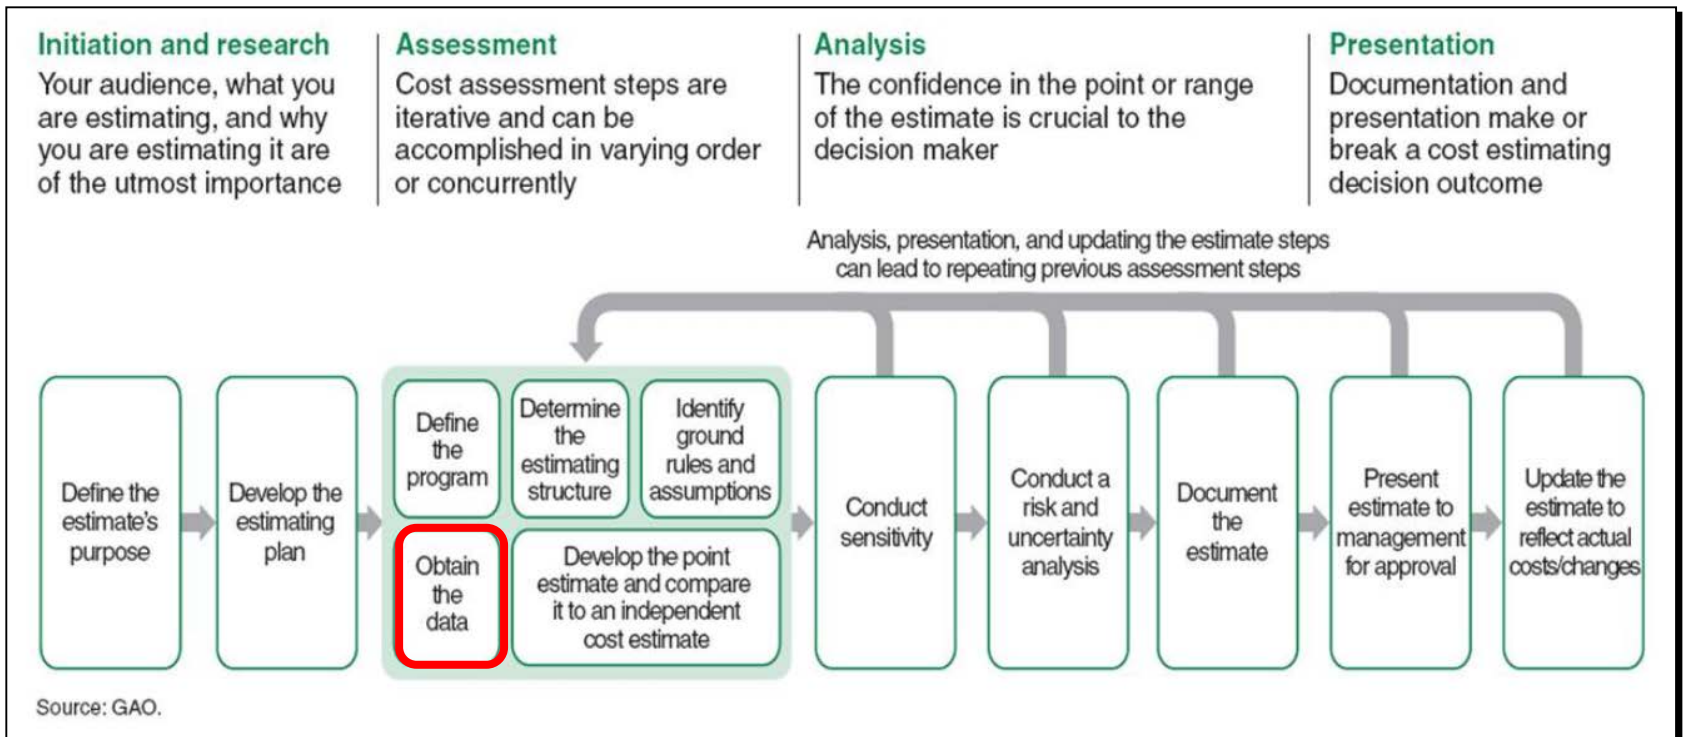 Initiation and research
Your audience, what you
are estimating, and why
you are estimating it are
of the utmost importance
Assessment
Cost assessment steps are
iterative and can be
accomplished in varying order
or concurrently
Analysis
The confidence in the point or range
of the estimate is crucial to the
decision maker
Presentation
Documentation and
presentation make or
break a cost estimating
decision outcome
Analysis, presentation, and updating the estimate steps
can lead to repeating previous assessment steps
Define the
estimate's
purpose
Develop the
estimating
plan
Define
the
program
Determine
the
estimating
structure
Identify
ground
rules and
assumptions
Obtain
the
data
Develop the point
estimate and compare
it to an independent
cost estimate
Conduct
sensitivity
Conduct a
risk and
uncertainty
analysis
Document
the
estimate
Present
estimate to
management
for approval
Update the
estimate to
reflect actual
costs/changes
Source: GAO.